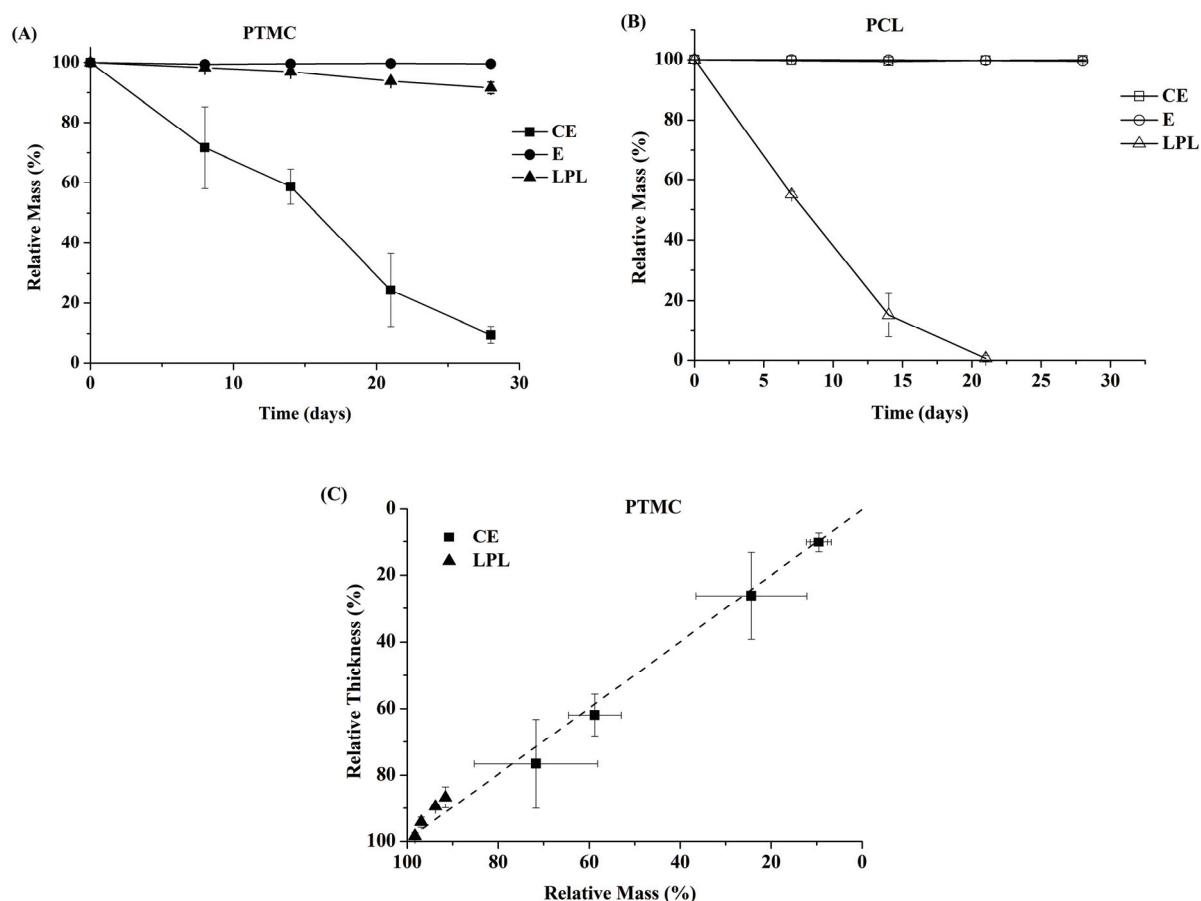 (A)
PTMC
100
80
60
40
20
0
Relative Mass (%)
0 10 20 30
Time (days)
CE
E
LPL
(B)
PCL
100
80
60
40
20
0
Relative Mass (%)
0 5 10 15 20 25 30
Time (days)
CE
E
LPL
(C)
PTMC
0
20
40
60
80
100
Relative Thickness (%)
CE
LPL
100 80 60 40 20 0
Relative Mass (%)